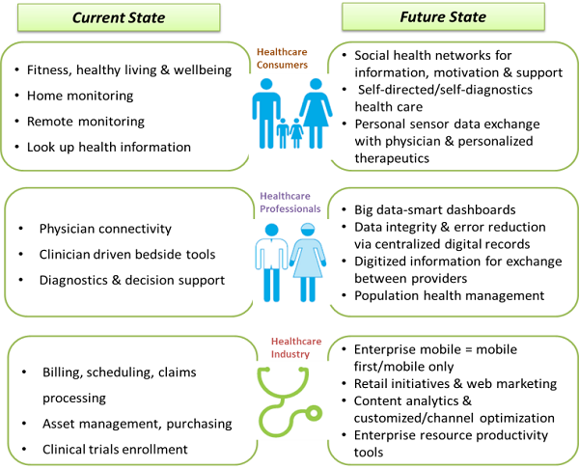 Current State
Future State
Healthcare
Consumers
• Fitness, healthy living & wellbeing
• Home monitoring
• Remote monitoring
• Look up health information
• Social health networks for
information, motivation & support
• Self-directed/self-diagnostics
health care
• Personal sensor data exchange
with physician & personalized
therapeutics
Healthcare
Professionals
• Physician connectivity
• Clinician driven bedside tools
• Diagnostics & decision support
• Big data-smart dashboards
• Data integrity & error reduction
via centralized digital records
• Digitized information for exchange
between providers
• Population health management
Healthcare
Industry
• Billing, scheduling, claims
processing
• Asset management, purchasing
• Clinical trials enrollment
• Enterprise mobile = mobile
first/mobile only
• Retail initiatives & web marketing
• Content analytics &
customized/channel optimization
• Enterprise resource productivity
tools